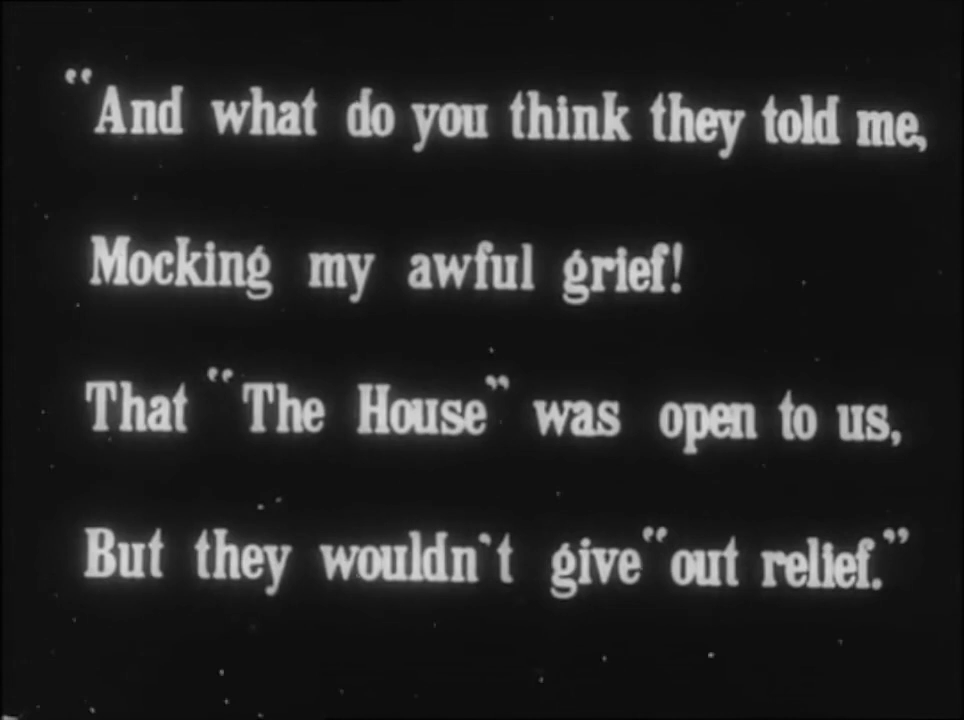 “And what do you think they told me,
Mocking my awful grief!
That “The House” was open to us,
But they wouldn't give “out relief.”